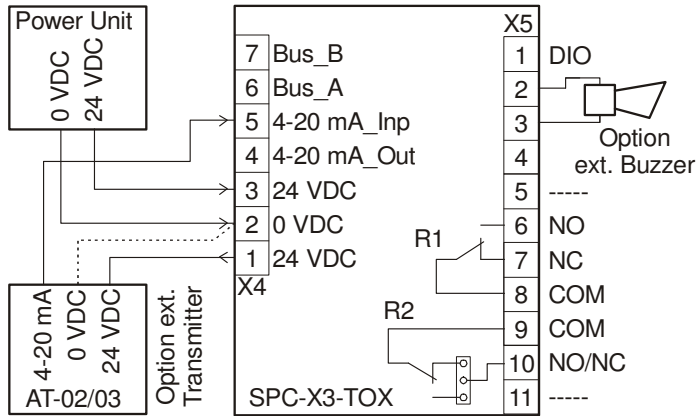 Power Unit
0 VDC
24 VDC
X5
7 Bus_B
6 Bus_A
5 4-20 mA_Inp
4 4-20 mA_Out
3 24 VDC
2 0 VDC
1 24 VDC
X4
1 DIO
2
3
4
5 -----
6 NO
7 NC
8 COM
9 COM
10 NO/NC
11 -----
Option
ext. Buzzer
R1
R2
4-20 mA
0 VDC
24 VDC
AT-02/03
Option ext.
Transmitter
SPC-X3-TOX